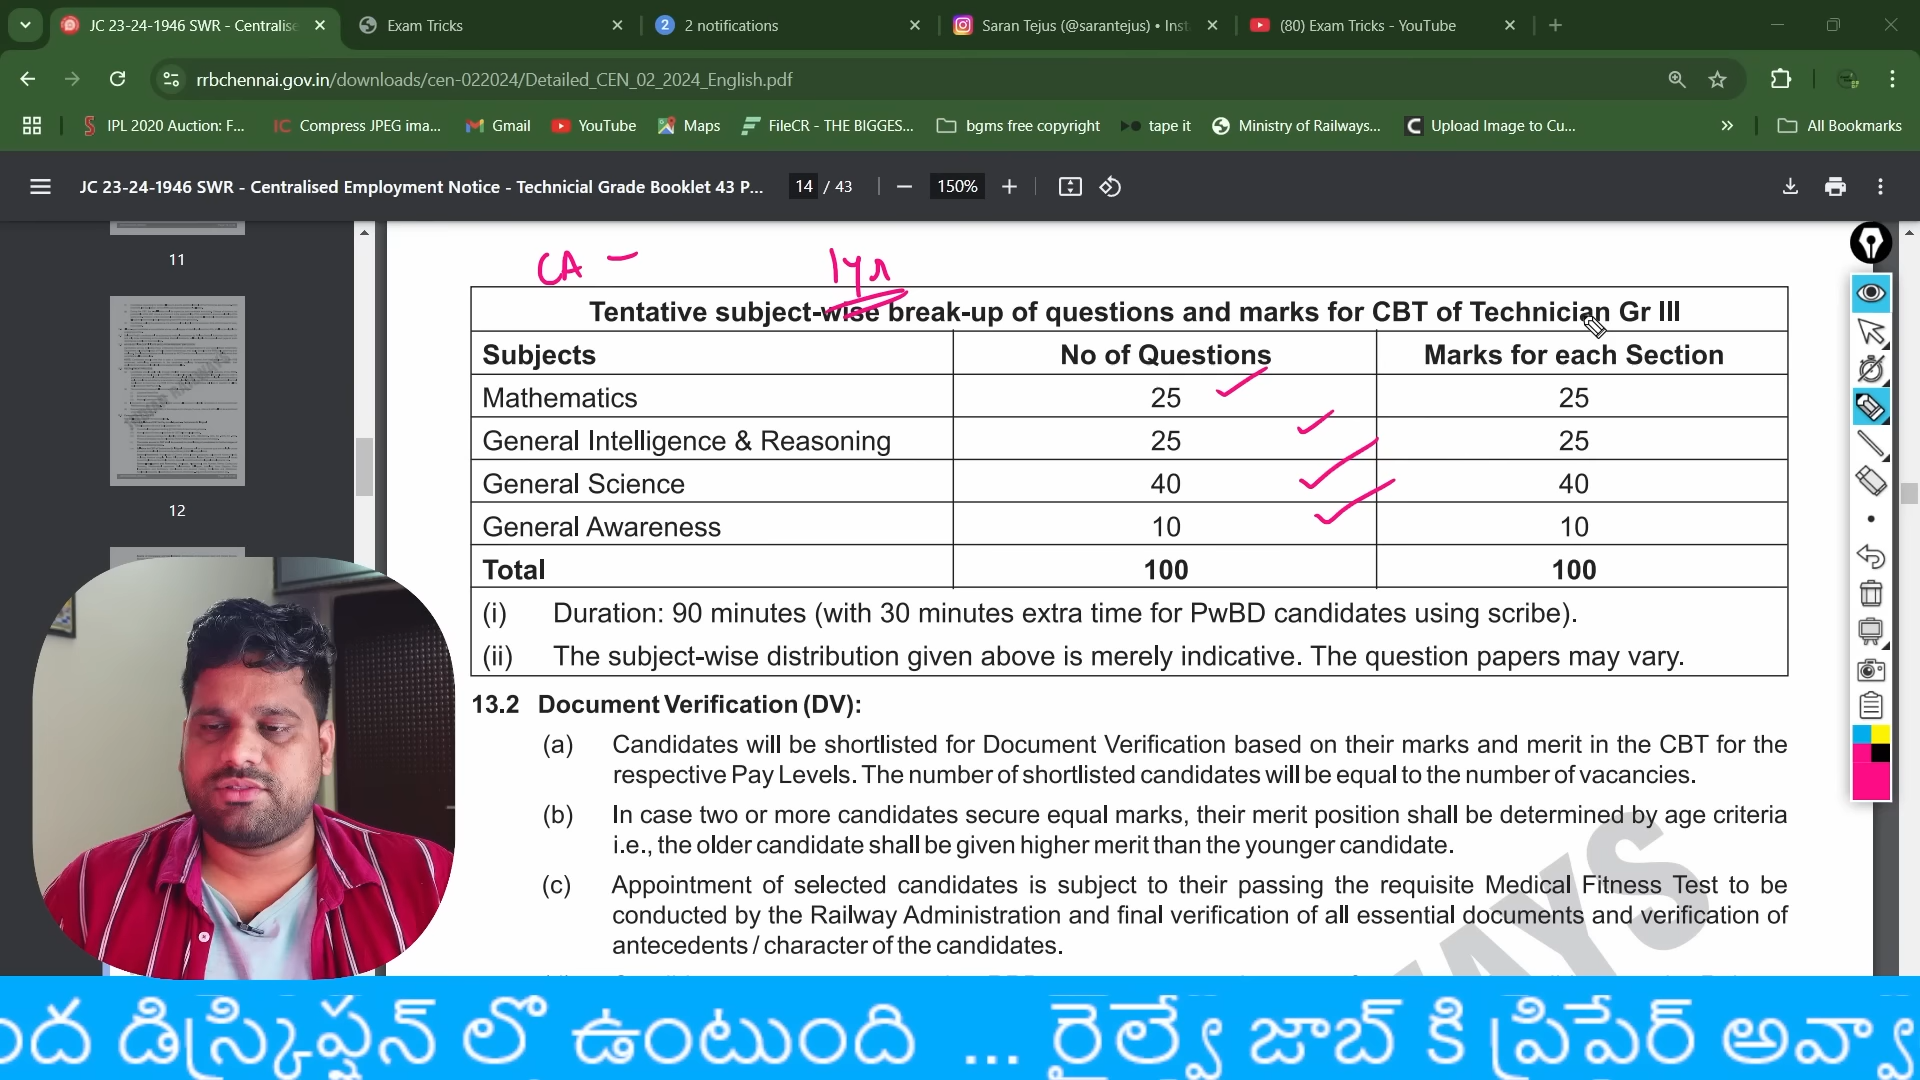 JC 23-24-1946 SWR - Centralise
Exam Tricks
2 2 notifications
Saran Tejus (@sarantejus) • Inst
(80) Exam Tricks - YouTube
rrbchennai.gov.in/downloads/cen-022024/Detailed_CEN_02_2024_English.pdf
IPL 2020 Auction: F...
Compress JPEG ima...
Gmail
YouTube
Maps
FileCR - THE BIGGES...
bgms free copyright
tape it
Ministry of Railways...
Upload Image to Cu...
All Bookmarks
JC 23-24-1946 SWR - Centralised Employment Notice - Technicial Grade Booklet 43 P...
14 / 43
150%
11
12
CA - 1yr
Tentative subject-wise break-up of questions and marks for CBT of Technician Gr III
Subjects No of Questions Marks for each Section
Mathematics 25 25
General Intelligence & Reasoning 25 25
General Science 40 40
General Awareness 10 10
Total 100 100
(i) Duration: 90 minutes (with 30 minutes extra time for PwBD candidates using scribe).
(ii) The subject-wise distribution given above is merely indicative. The question papers may vary.
13.2 Document Verification (DV):
(a) Candidates will be shortlisted for Document Verification based on their marks and merit in the CBT for the
respective Pay Levels. The number of shortlisted candidates will be equal to the number of vacancies.
(b) In case two or more candidates secure equal marks, their merit position shall be determined by age criteria
i.e., the older candidate shall be given higher merit than the younger candidate.
(c) Appointment of selected candidates is subject to their passing the requisite Medical Fitness Test to be
conducted by the Railway Administration and final verification of all essential documents and verification of
antecedents / character of the candidates.
డిస్క్రిప్షన్ లో ఉంటుంది ... రైల్వే జాబ్ కి ప్రిపేర్ అవ్వా